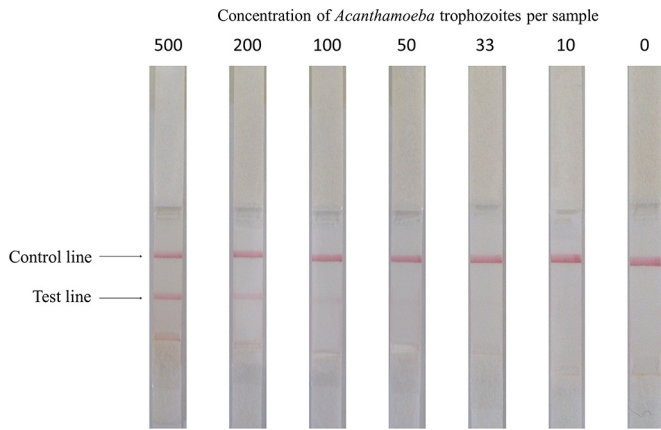 Concentration of Acanthamoeba trophozoites per sample
500 200 100 50 33 10 0
Control line
Test line